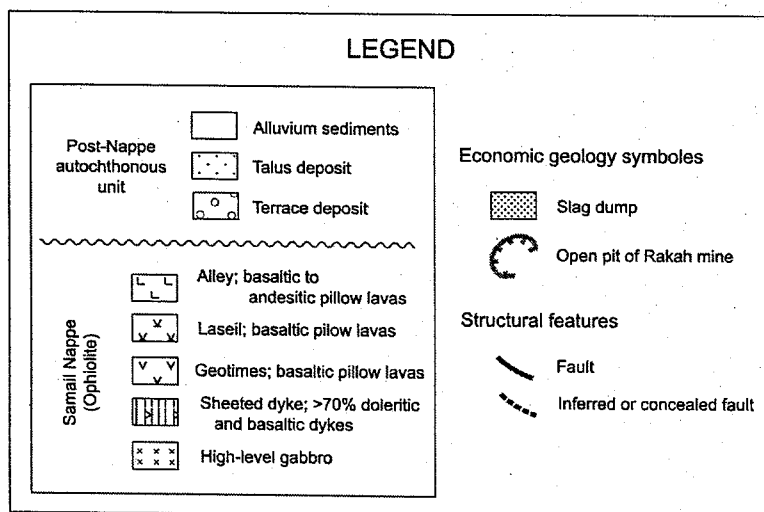 LEGEND
Post-Nappe
autochthonous
unit
Alluvium sediments
Talus deposit
Terrace deposit
Samail Nappe
(Ophiolite)
Alley; basaltic to
andesitic pillow lavas
Laseil; basaltic pilow lavas
Geotimes; basaltic pillow lavas
Sheeted dyke; >70% doleritic
and basaltic dykes
High-level gabbro
Economic geology symboles
Slag dump
Open pit of Rakah mine
Structural features
Fault
Inferred or concealed fault